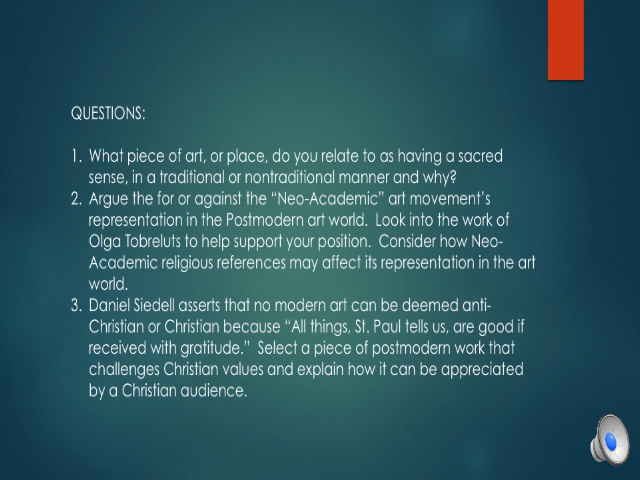 QUESTIONS:
1. What piece of art, or place, do you relate to as having a sacred
sense, in a traditional or nontraditional manner and why?
2. Argue the for or against the “Neo-Academic” art movement’s
representation in the Postmodern art world.  Look into the work of
Olga Tobreluts to help support your position.  Consider how Neo-
Academic religious references may affect its representation in the art
world.
3. Daniel Siedell asserts that no modern art can be deemed anti-
Christian or Christian because “All things, St. Paul tells us, are good if
received with gratitude.”  Select a piece of postmodern work that
challenges Christian values and explain how it can be appreciated
by a Christian audience.